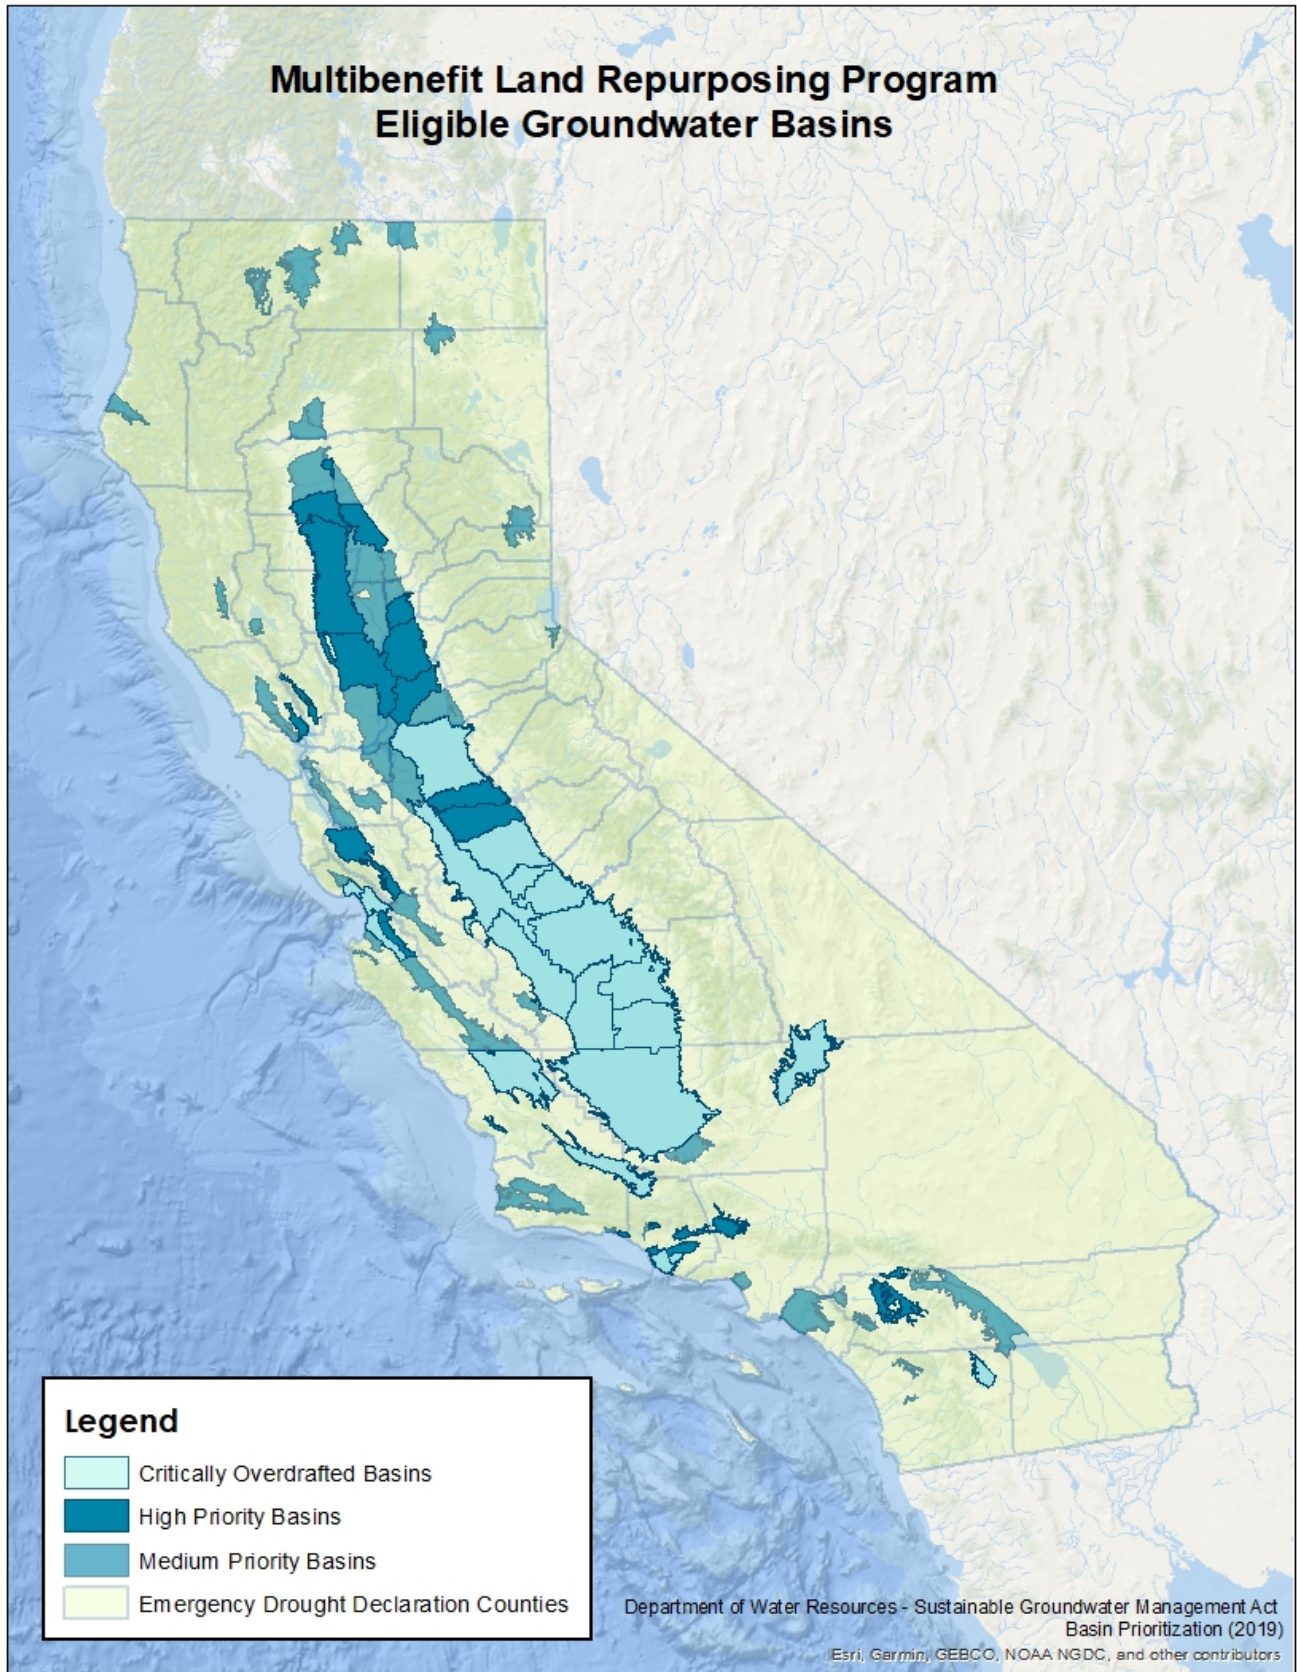 Multibenefit Land Repurposing Program
Eligible Groundwater Basins
Legend
Critically Overdrafted Basins
High Priority Basins
Medium Priority Basins
Emergency Drought Declaration Counties
Department of Water Resources - Sustainable Groundwater Management Act
Basin Prioritization (2019)
Esri, Garmin, GEBCO, NOAA NGDC, and other contributors